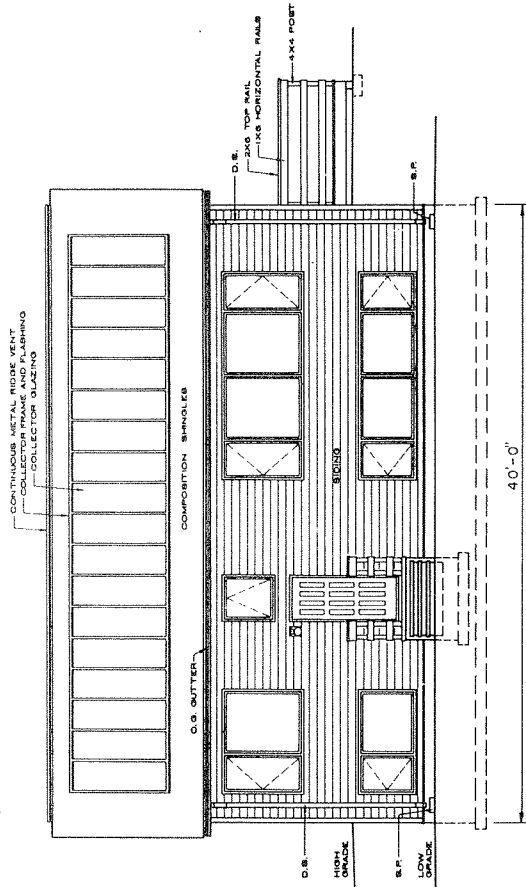 CONTINUOUS METAL RIDGE VENT
COLLECTOR FRAME AND FLASHING
COLLECTOR GLAZING
COMPOSITION SHINGLES
O.G. GUTTER
D.S.
2X6 TOP RAIL
1X6 HORIZONTAL RAILS
4X4 POST
SIDING
D.S.
HIGH
GRADE
S.P.
LOW
GRADE
S.P.
40'-0"